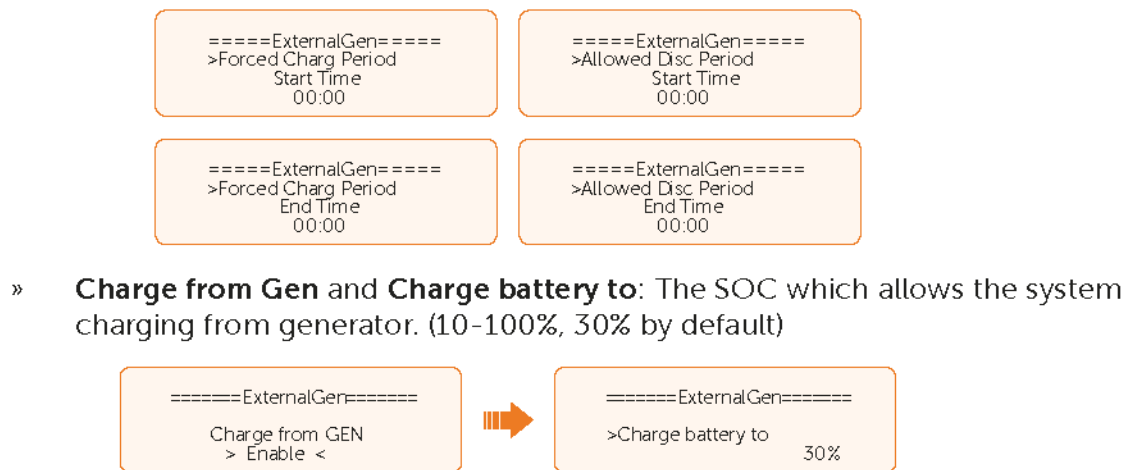 =====ExternalGen=====
>Forced Charg Period
Start Time
00:00
=====ExternalGen=====
>Allowed Disc Period
Start Time
00:00
=====ExternalGen=====
>Forced Charg Period
End Time
00:00
=====ExternalGen=====
>Allowed Disc Period
End Time
00:00
» Charge from Gen and Charge battery to: The SOC which allows the system
charging from generator. (10-100%, 30% by default)
=======ExternalGen=======
Charge from GEN
> Enable <
=======ExternalGen=======
>Charge battery to
30%